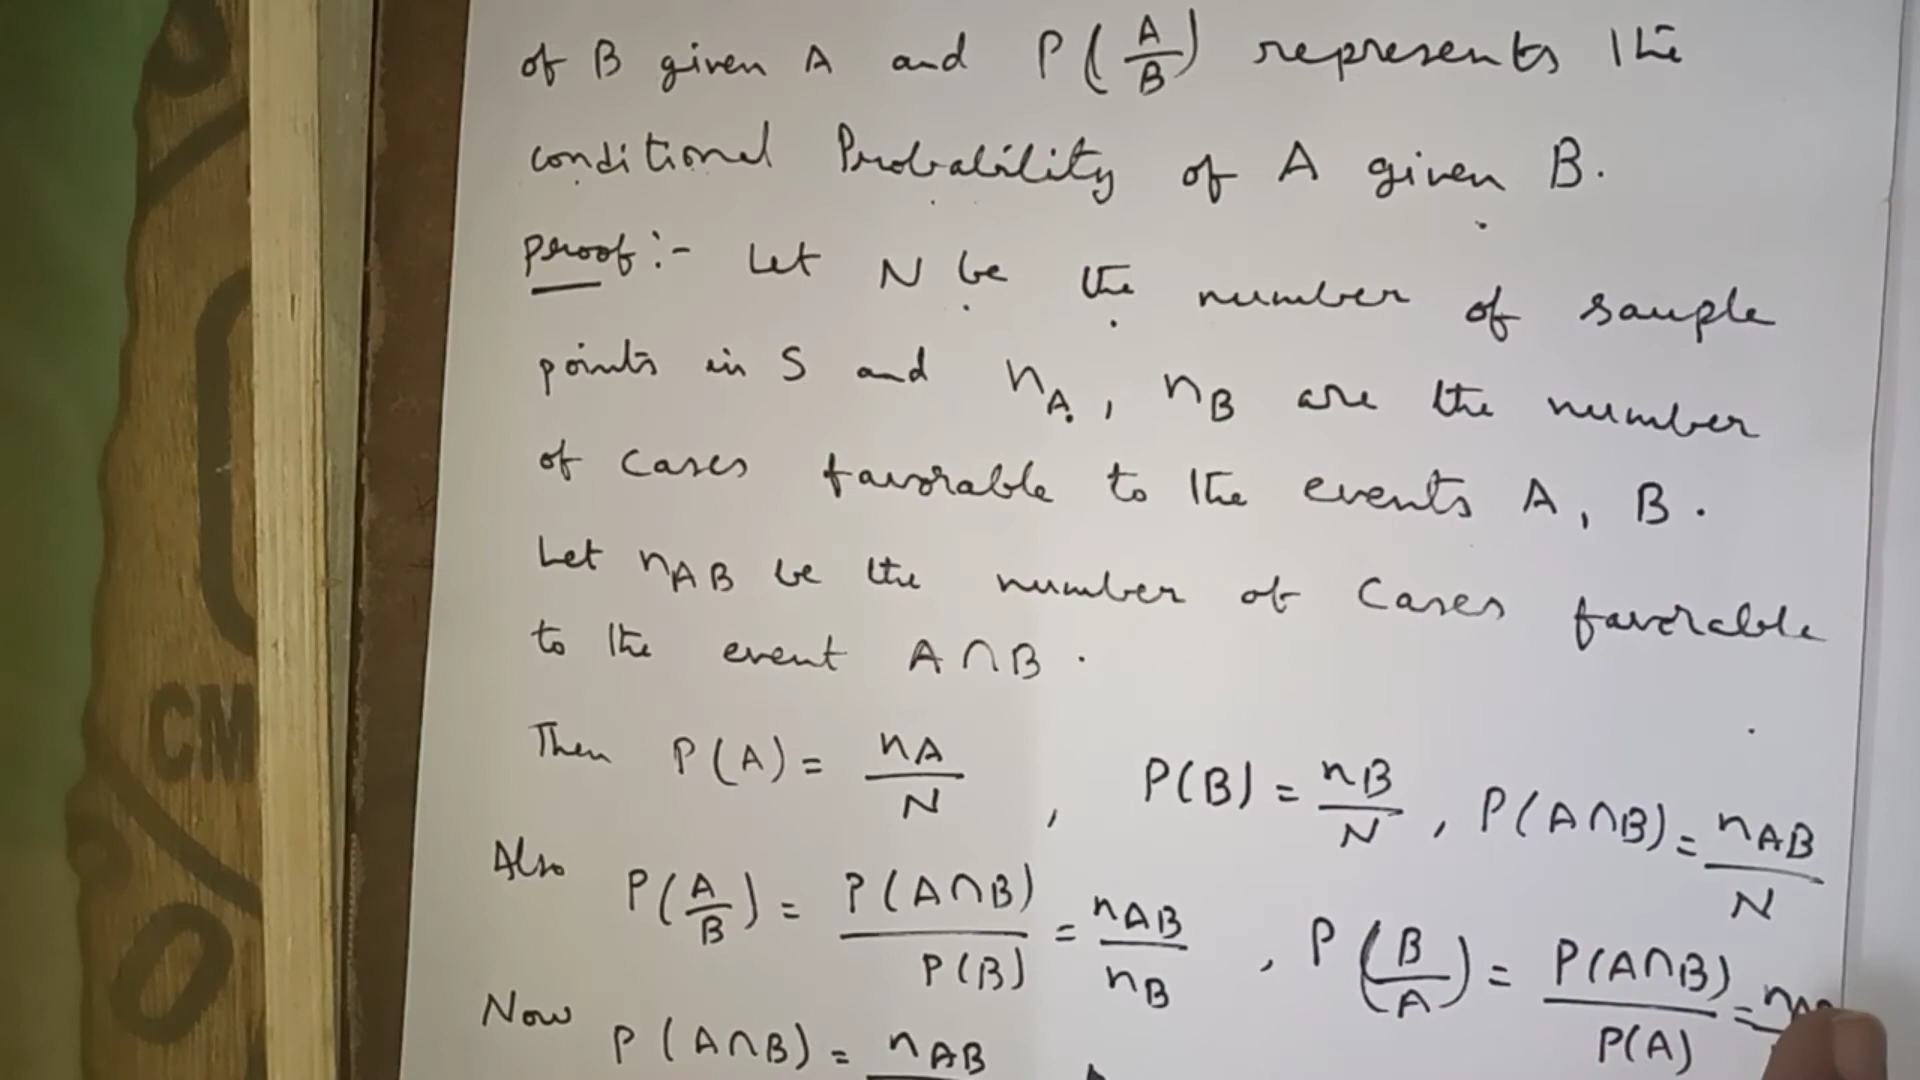 of B given A and P(A/B) represents the
conditional Probability of A given B.
Proof :- Let N be the number of sample
points in S and nA, nB are the number
of cases favorable to the events A, B.
Let nAB be the number of cases favorable
to the event A∩B.
Then P(A) = nA/N , P(B) = nB/N , P(A∩B) = nAB/N
Also P(A/B) = P(A∩B)/P(B) = nAB/nB , P(B/A) = P(A∩B)/P(A) =
Now P(A∩B) = nAB
CM